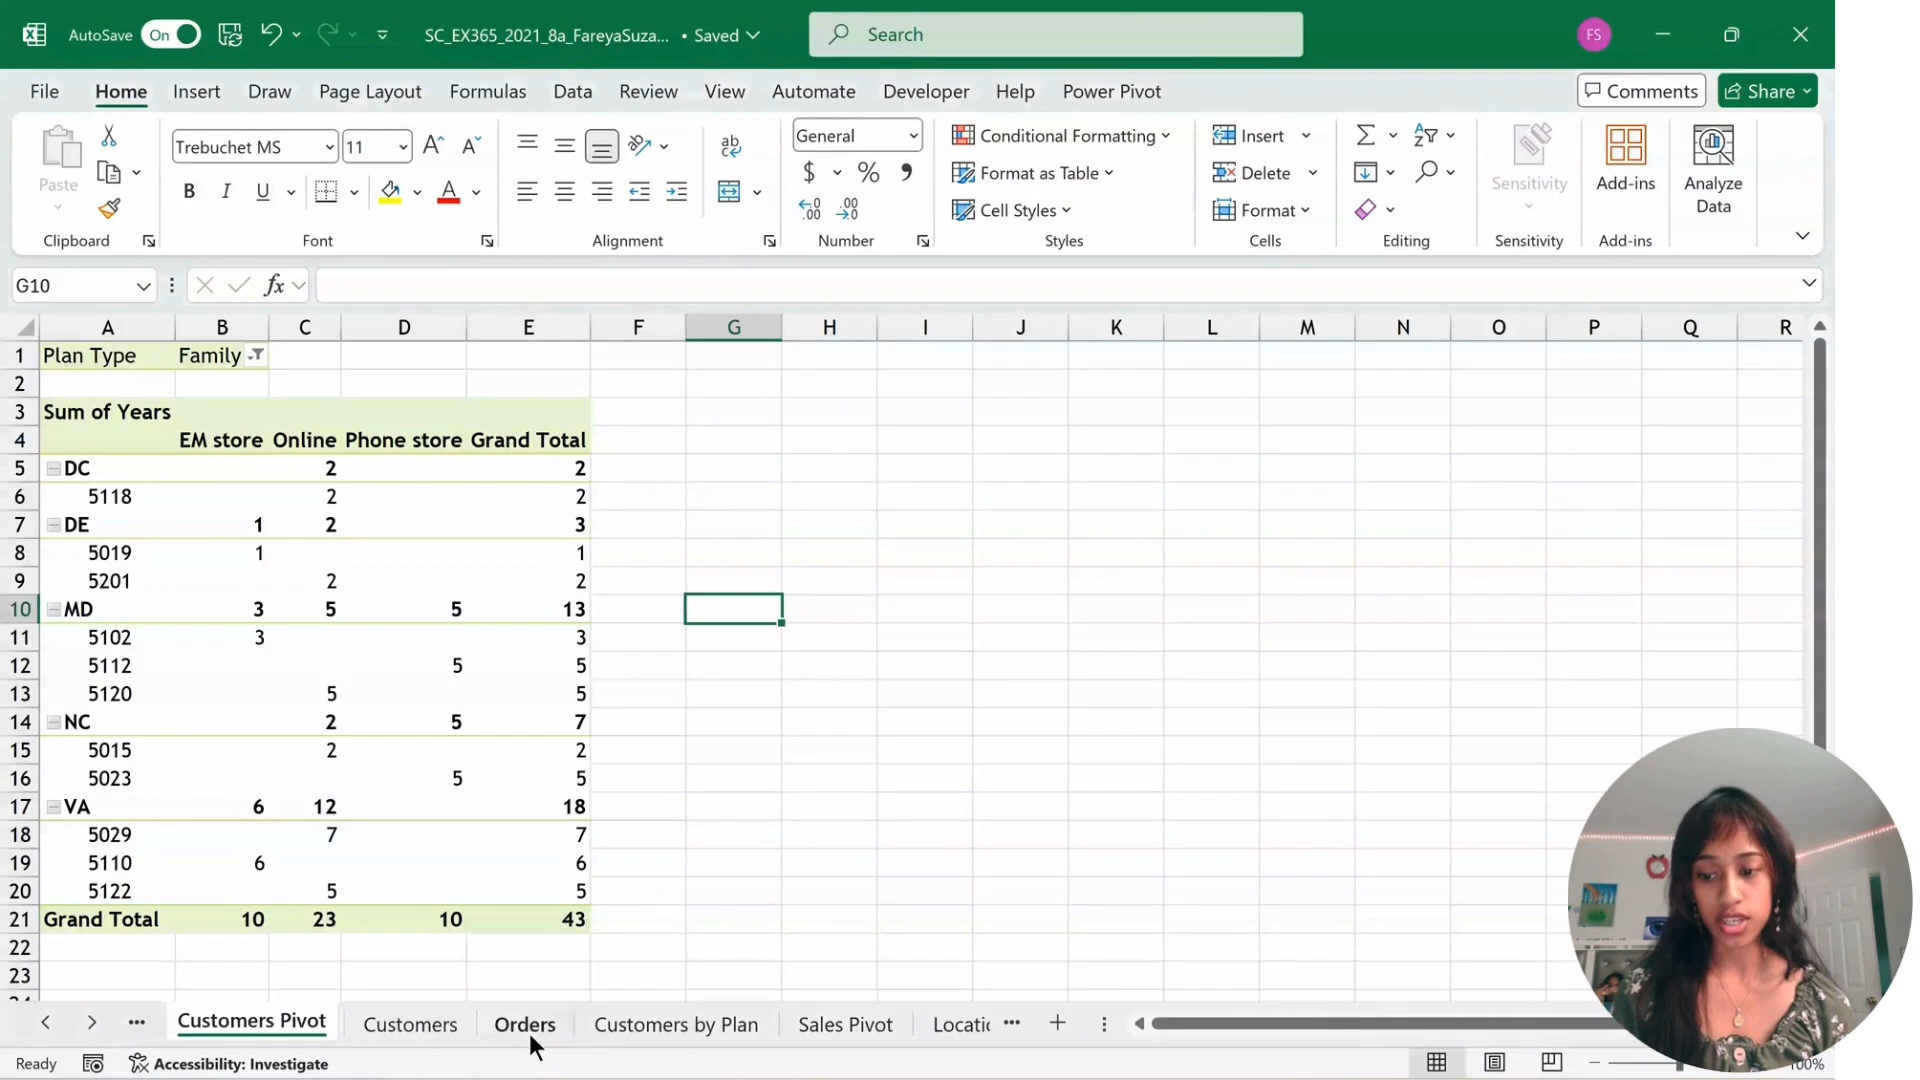 AutoSave On SC_EX365_2021_8a_FareyaSuza... • Saved Search FS
File Home Insert Draw Page Layout Formulas Data Review View Automate Developer Help Power Pivot Comments Share
Paste Trebuchet MS 11 General Conditional Formatting Insert Sensitivity Add-ins Analyze Data
B I U $ % Format as Table Delete
Cell Styles Format
Clipboard Font Alignment Number Styles Cells Editing Sensitivity Add-ins
G10 fx
A B C D E F G H I J K L M N O P Q R
1 Plan Type Family
2
3 Sum of Years
4 EM store Online Phone store Grand Total
5 DC 2 2
6 5118 2 2
7 DE 1 2 3
8 5019 1 1
9 5201 2 2
10 MD 3 5 5 13
11 5102 3 3
12 5112 5 5
13 5120 5 5
14 NC 2 5 7
15 5015 2 2
16 5023 5 5
17 VA 6 12 18
18 5029 7 7
19 5110 6 6
20 5122 5 5
21 Grand Total 10 23 10 43
22
23
Customers Pivot Customers Orders Customers by Plan Sales Pivot Locatic
Ready Accessibility: Investigate